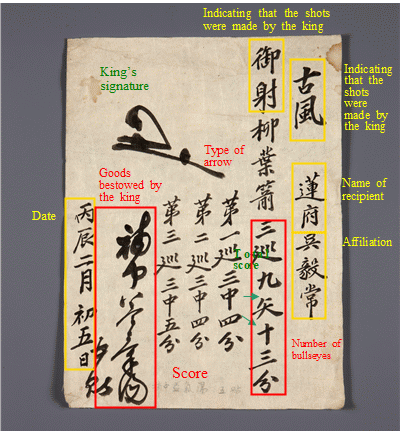 Indicating that the shots
were made by the king
King's
signature
Indicating
that the
shots
were
made by
the king
Type of
arrow
Goods
bestowed by
the king
Name of
recipient
Date
Affiliation
Total
score
Number of
bullseyes
Score
古風
蓮府 吳毅常
御射柳葉箭三巡九矢十三分
第一巡三中四分
第二巡三中四分
第三巡三中五分
丙辰二月初五日